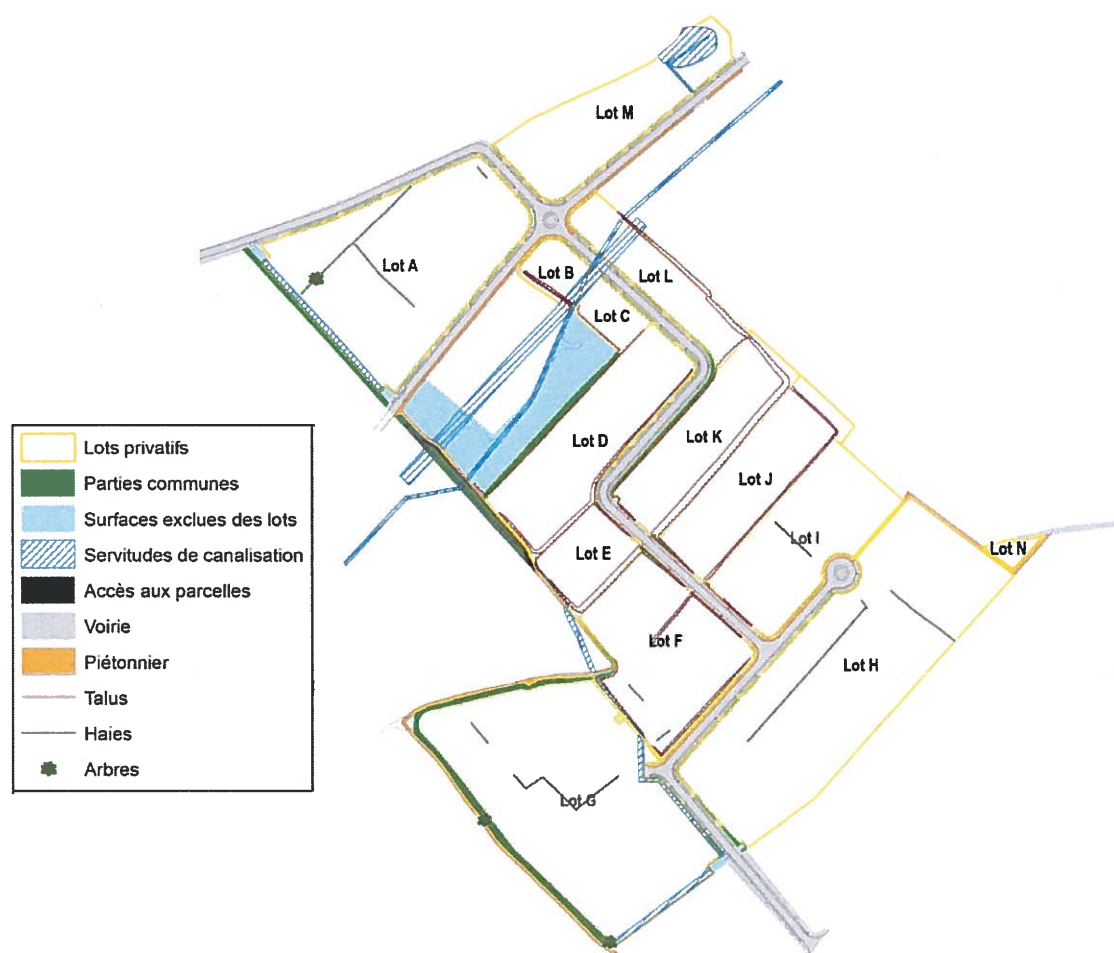 Lot M
Lot A
Lot B
Lot L
Lot C
Lot D
Lot K
Lot J
Lot I
Lot N
Lot E
Lot F
Lot H
Lot G
Lots privatifs
Parties communes
Surfaces exclues des lots
Servitudes de canalisation
Accès aux parcelles
Voirie
Piétonnier
Talus
Haies
Arbres